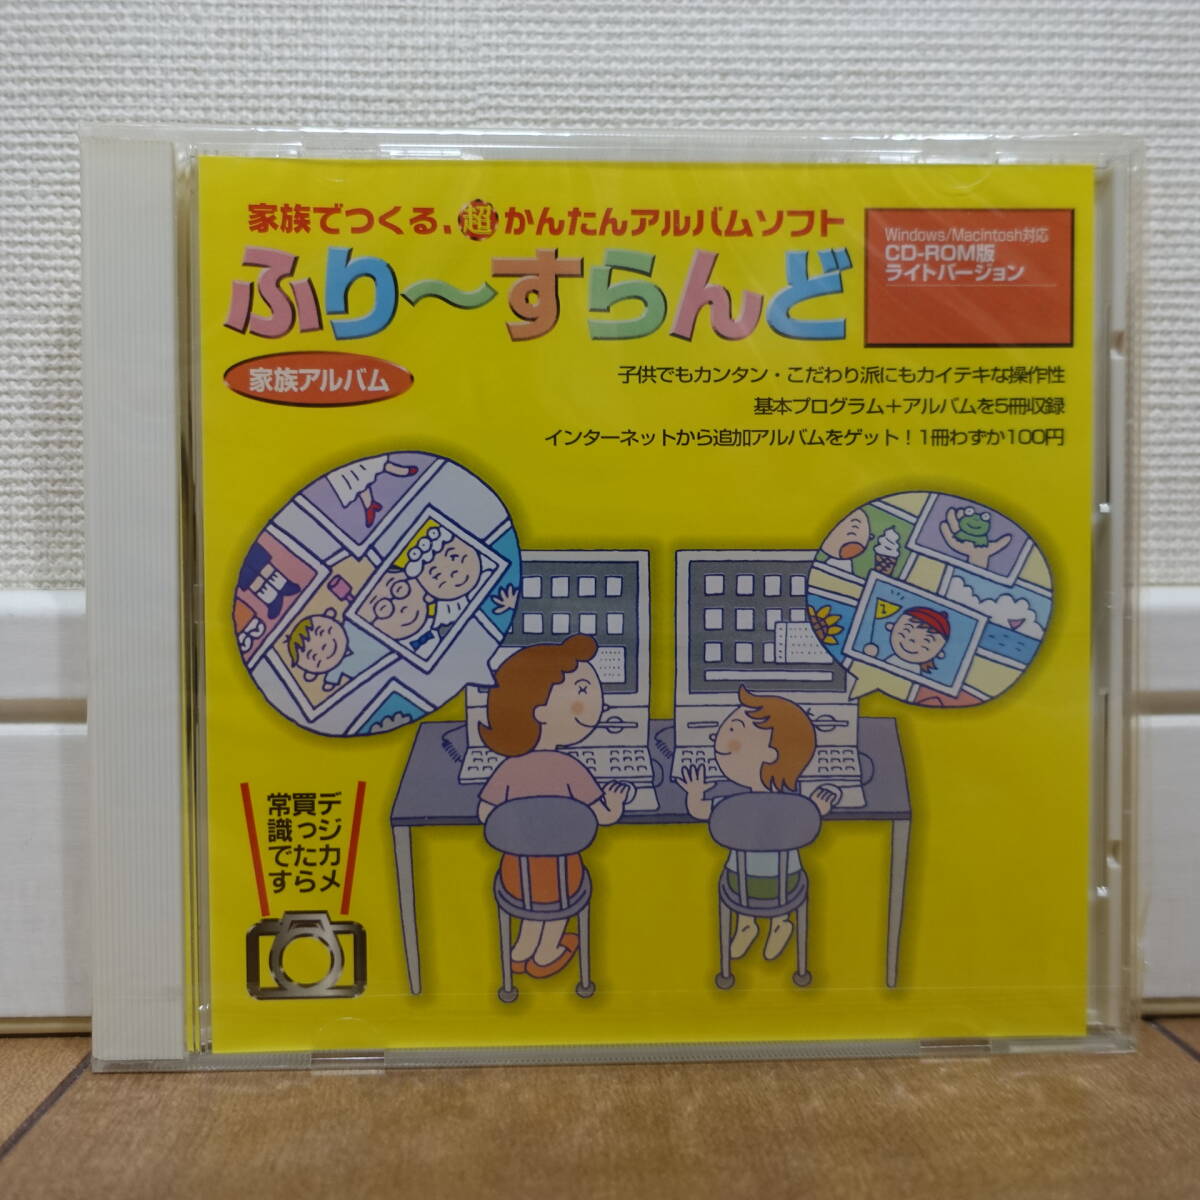 家族でつくる.超かんたんアルバムソフト
ふり〜すらんど
Windows/Macintosh対応
CD-ROM版
ライトバージョン
家族アルバム
子供でもカンタン・こだわり派にもカイテキな操作性
基本プログラム＋アルバムを5冊収録
インターネットから追加アルバムをゲット！1冊わずか100円
デジカメ
買ったら
常識です